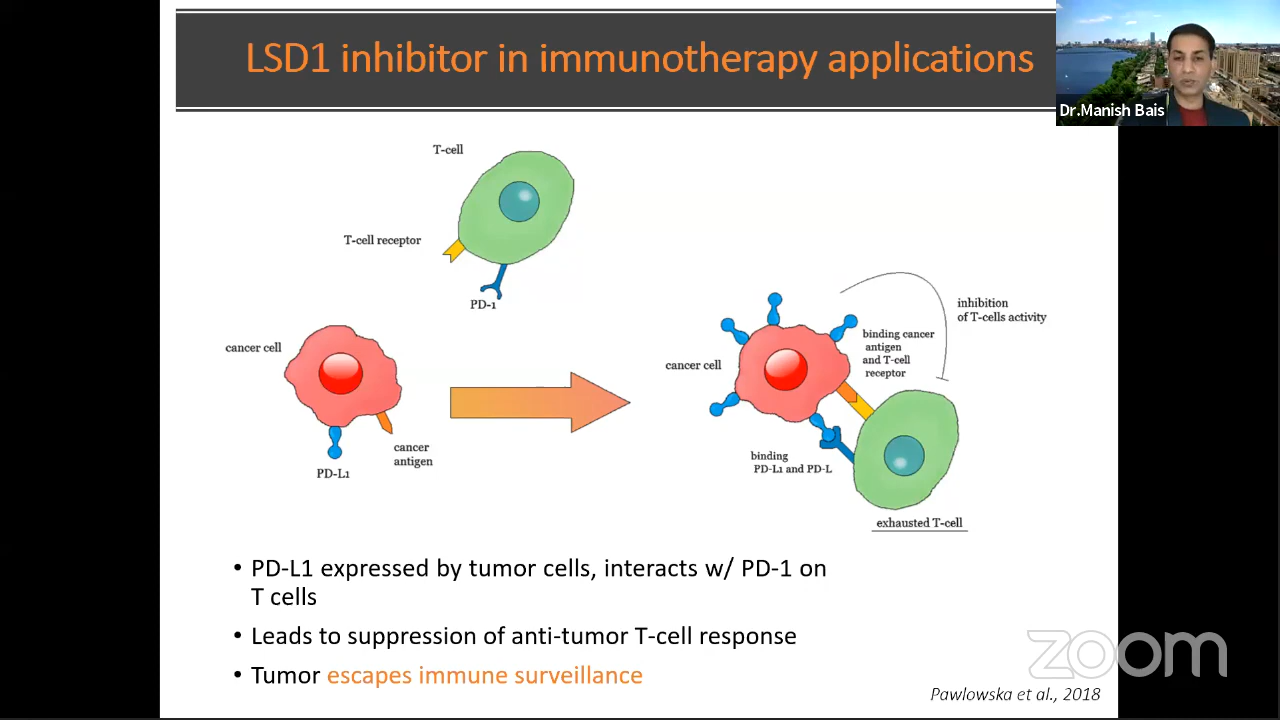 LSD1 inhibitor in immunotherapy applications
Dr.Manish Bais
T-cell
T-cell receptor
PD-1
cancer cell
cancer
antigen
PD-L1
cancer cell
inhibition
of T-cells activity
binding cancer
antigen
and T-cell
receptor
binding
PD-L1 and PD-L
exhausted T-cell
• PD-L1 expressed by tumor cells, interacts w/ PD-1 on
T cells
• Leads to suppression of anti-tumor T-cell response
• Tumor escapes immune surveillance
zoom
Pawlowska et al., 2018